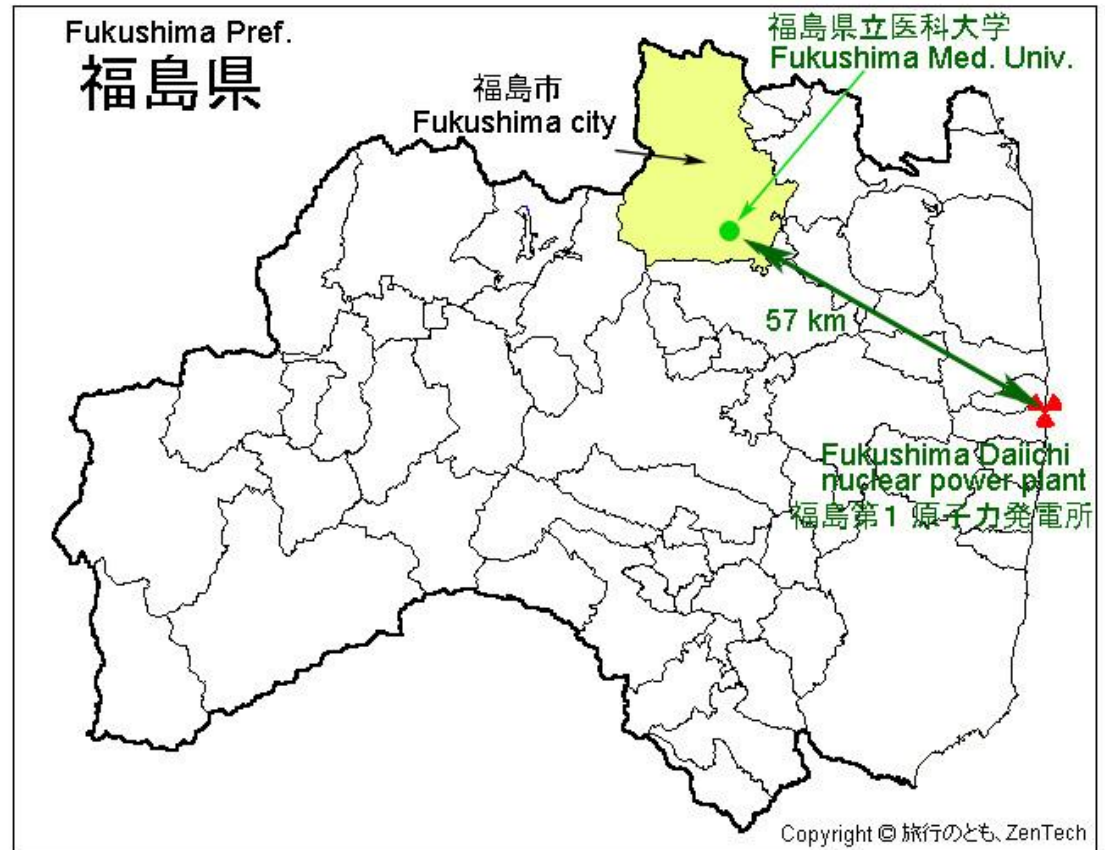 Fukushima Pref.
福島県
福島県立医科大学
Fukushima Med. Univ.
福島市
Fukushima city
57 km
Fukushima Daiichi
nuclear power plant
福島第1 原子力発電所
Copyright © 旅行のとも、ZenTech